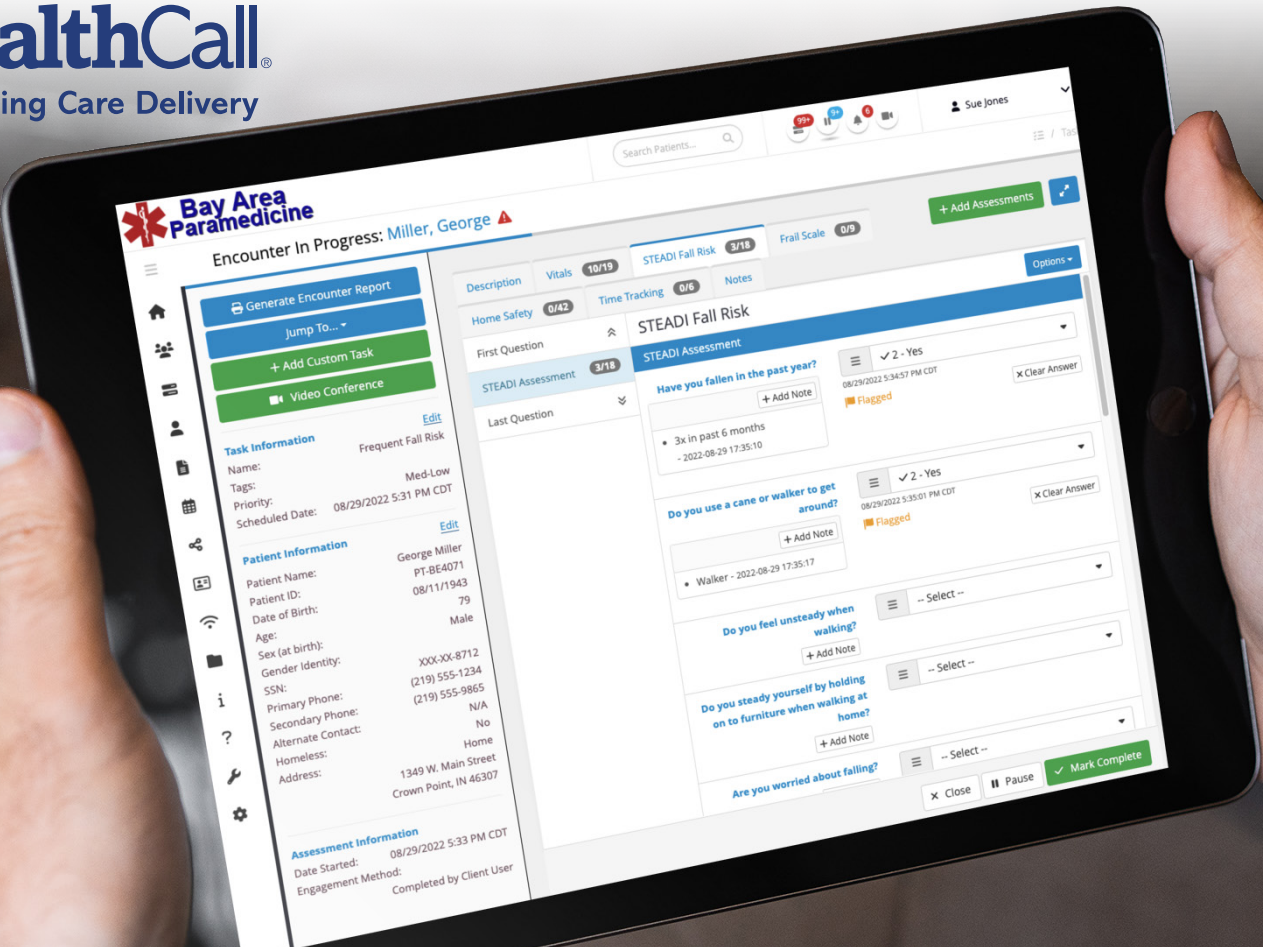 althCall®
ing Care Delivery
Search Patients...
99+
9+
6
Sue Jones
Bay Area
Paramedicine
/ Tas
Encounter In Progress: Miller, George
+ Add Assessments
Generate Encounter Report
Jump To...
+ Add Custom Task
Video Conference
Task Information
Edit
Name: Frequent Fall Risk
Tags:
Priority: Med-Low
Scheduled Date: 08/29/2022 5:31 PM CDT
Patient Information
Edit
Patient Name: George Miller
Patient ID: PT-BE4071
Date of Birth: 08/11/1943
Age: 79
Sex (at birth): Male
Gender Identity:
SSN: XXX-XX-8712
Primary Phone: (219) 555-1234
Secondary Phone: (219) 555-9865
Alternate Contact: N/A
Homeless: No
Address: Home
1349 W. Main Street
Crown Point, IN 46307
Assessment Information
Date Started: 08/29/2022 5:33 PM CDT
Engagement Method:
Completed by Client User
Description
Vitals 10/19
STEADI Fall Risk 3/18
Frail Scale 0/9
Home Safety 0/42
Time Tracking 0/6
Notes
First Question
STEADI Assessment 3/18
Last Question
STEADI Fall Risk
Options
STEADI Assessment
Have you fallen in the past year?
+ Add Note
• 3x in past 6 months
- 2022-08-29 17:35:10
2 - Yes
08/29/2022 5:34:57 PM CDT
× Clear Answer
Flagged
Do you use a cane or walker to get
around?
+ Add Note
• Walker - 2022-08-29 17:35:17
2 - Yes
08/29/2022 5:35:01 PM CDT
× Clear Answer
Flagged
Do you feel unsteady when
walking?
+ Add Note
-- Select --
Do you steady yourself by holding
on to furniture when walking at
home?
+ Add Note
-- Select --
Are you worried about falling?
-- Select --
× Close
Pause
✓ Mark Complete